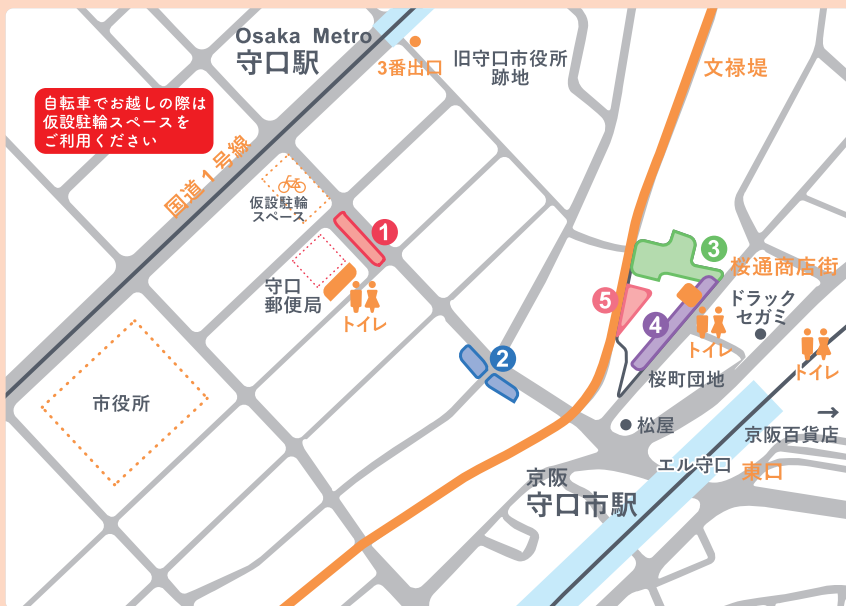 Osaka Metro
守口駅
3番出口
旧守口市役所
跡地
文禄堤
自転車でお越しの際は
仮設駐輪スペースを
ご利用ください
国道1号線
仮設駐輪
スペース
1
守口
郵便局
トイレ
2
3
桜通商店街
ドラック
セガミ
5
4
トイレ
トイレ
桜町団地
市役所
松屋
→
京阪百貨店
エル守口
東口
京阪
守口市駅